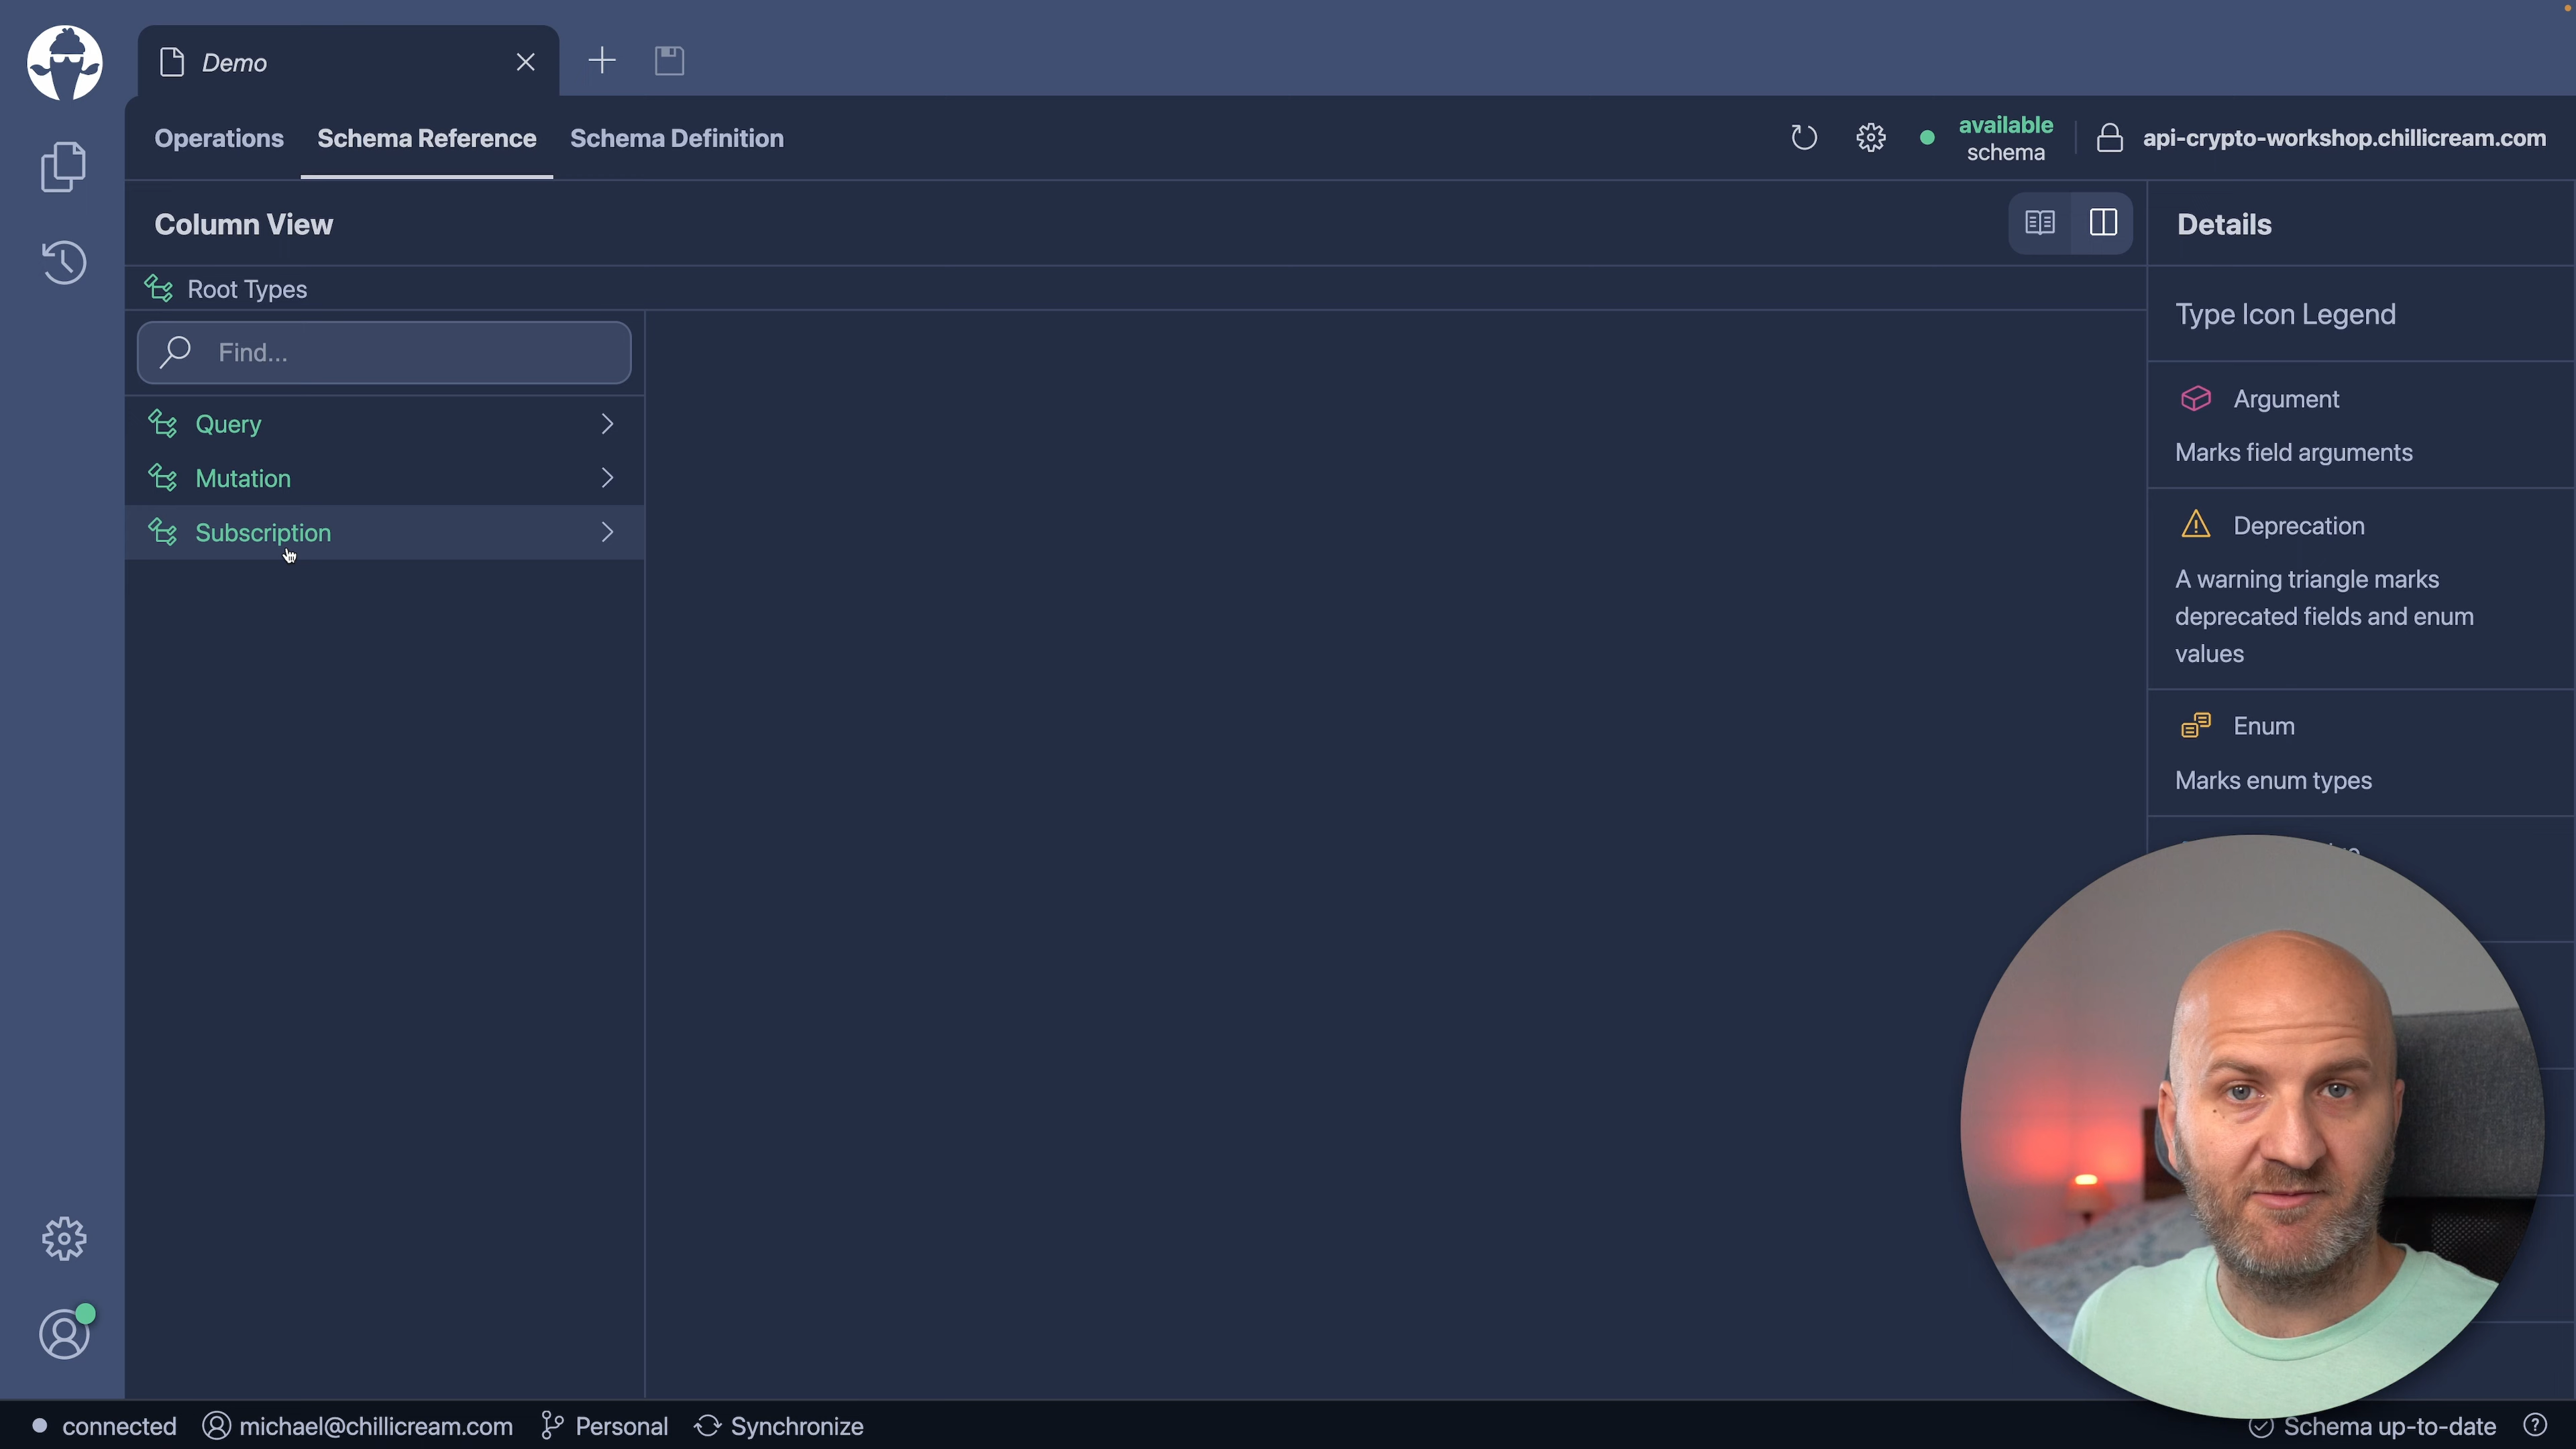 Demo
Operations
Schema Reference
Schema Definition
available
schema
api-crypto-workshop.chillicream.com
Column View
Details
Root Types
Find...
Query
Mutation
Subscription
Type Icon Legend
Argument
Marks field arguments
Deprecation
A warning triangle marks
deprecated fields and enum
values
Enum
Marks enum types
connected
michael@chillicream.com
Personal
Synchronize
Schema up-to-date